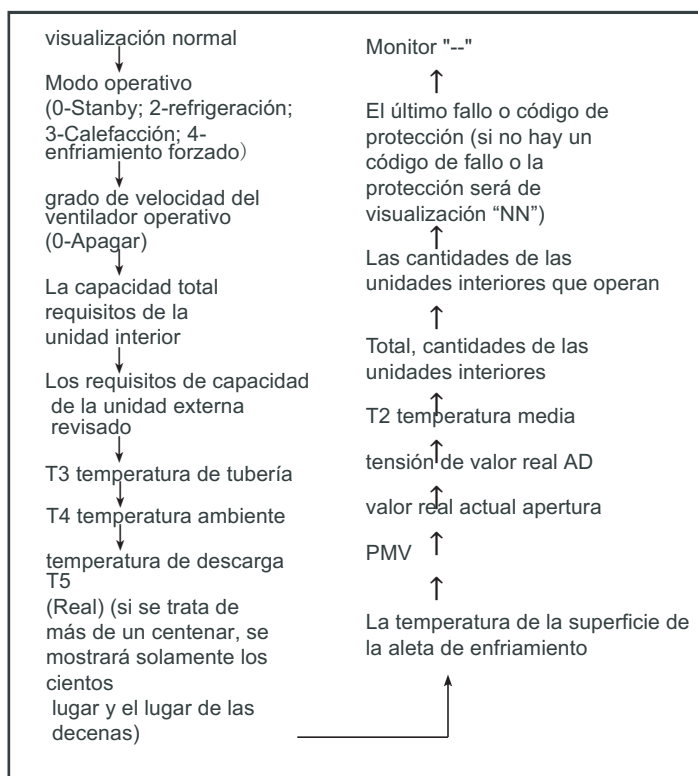 visualización normal
Modo operativo
(0-Stanby; 2-refrigeración;
3-Calefacción; 4-
enfriamiento forzado）
grado de velocidad del
ventilador operativo
(0-Apagar)
La capacidad total
requisitos de la
unidad interior
Los requisitos de capacidad
de la unidad externa
revisado
T3 temperatura de tubería
T4 temperatura ambiente
temperatura de descarga
T5
(Real) (si se trata de
más de un centenar, se
mostrará solamente los
cientos
lugar y el lugar de las
decenas)
Monitor "--"
El último fallo o código de
protección (si no hay un
código de fallo o la
protección será de
visualización “NN”)
Las cantidades de las
unidades interiores que operan
Total, cantidades de las
unidades interiores
T2 temperatura media
tensión de valor real AD
valor real actual apertura
PMV
La temperatura de la superficie de
la aleta de enfriamiento